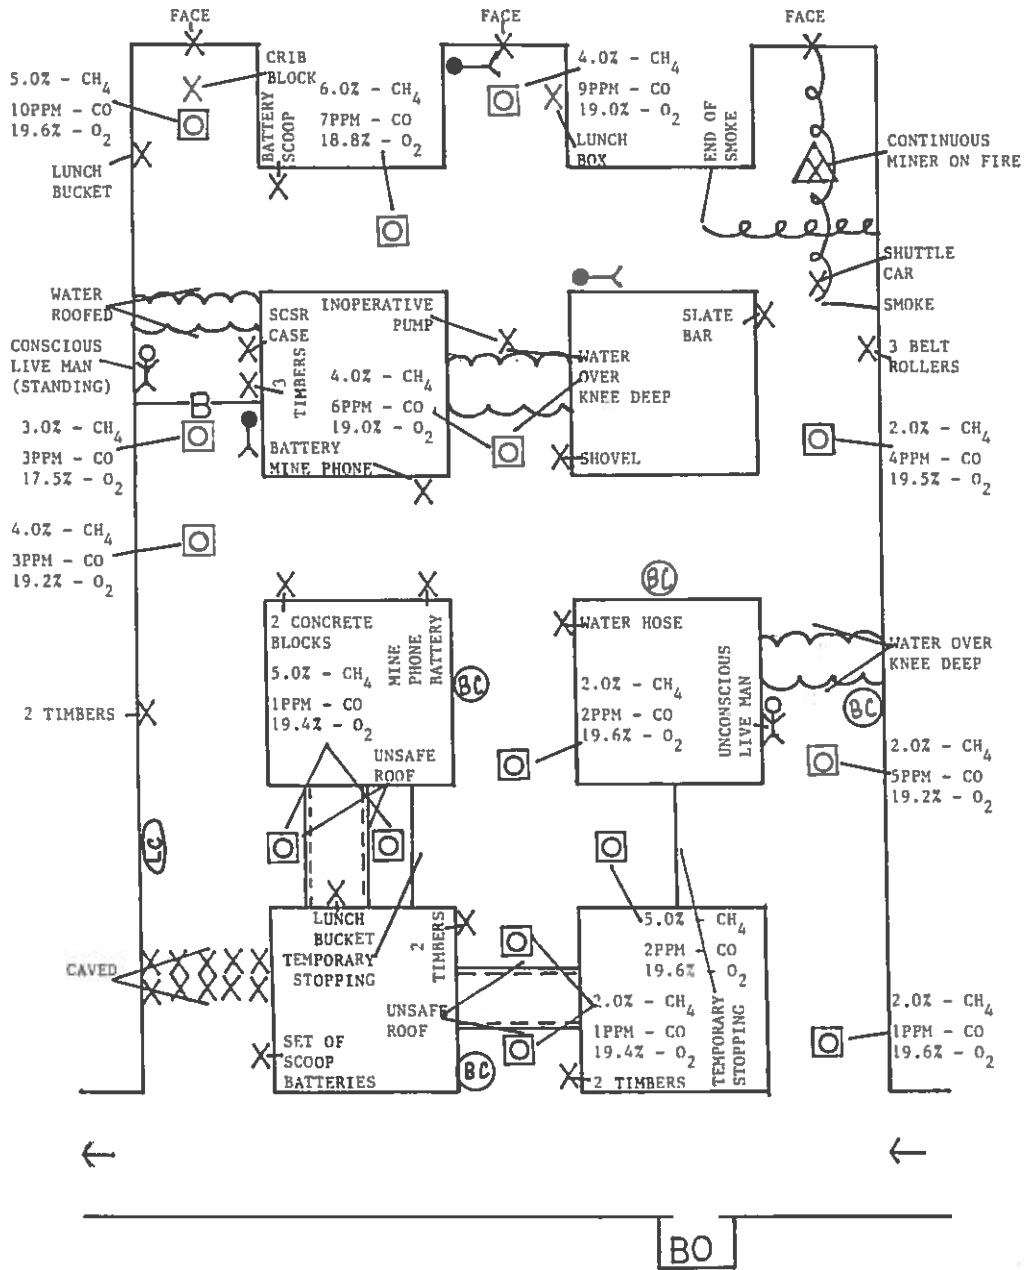 FACE
FACE
FACE
5.0% - CH4
10PPM - CO
19.6% - O2
CRIB
BLOCK
BATTERY
SCOOP
6.0% - CH4
7PPM - CO
18.8% - O2
4.0% - CH4
9PPM - CO
19.0% - O2
LUNCH
BOX
END OF
SMOKE
CONTINUOUS
MINER ON FIRE
LUNCH
BUCKET
SHUTTLE
CAR
SMOKE
WATER
ROOFED
SCSR
CASE
INOPERATIVE
PUMP
SLATE
BAR
CONSCIOUS
LIVE MAN
(STANDING)
3
TIMBERS
WATER
OVER
KNEE DEEP
3 BELT
ROLLERS
4.0% - CH4
6PPM - CO
19.0% - O2
B
3.0% - CH4
3PPM - CO
17.5% - O2
BATTERY
MINE PHONE
SHOVEL
2.0% - CH4
4PPM - CO
19.5% - O2
4.0% - CH4
3PPM - CO
19.2% - O2
BC
2 CONCRETE
BLOCKS
MINE
PHONE
BATTERY
WATER HOSE
WATER OVER
KNEE DEEP
5.0% - CH4
1PPM - CO
19.4% - O2
BC
2.0% - CH4
2PPM - CO
19.6% - O2
UNCONSCIOUS
LIVE MAN
BC
2 TIMBERS
UNSAFE
ROOF
2.0% - CH4
5PPM - CO
19.2% - O2
LC
LUNCH
BUCKET
TEMPORARY
STOPPING
2
TIMBERS
5.0% - CH4
2PPM - CO
19.6% - O2
CAVED
UNSAFE
ROOF
2.0% - CH4
1PPM - CO
19.4% - O2
TEMPORARY
STOPPING
2.0% - CH4
1PPM - CO
19.6% - O2
SET OF
SCOOP
BATTERIES
BC
2 TIMBERS
BO